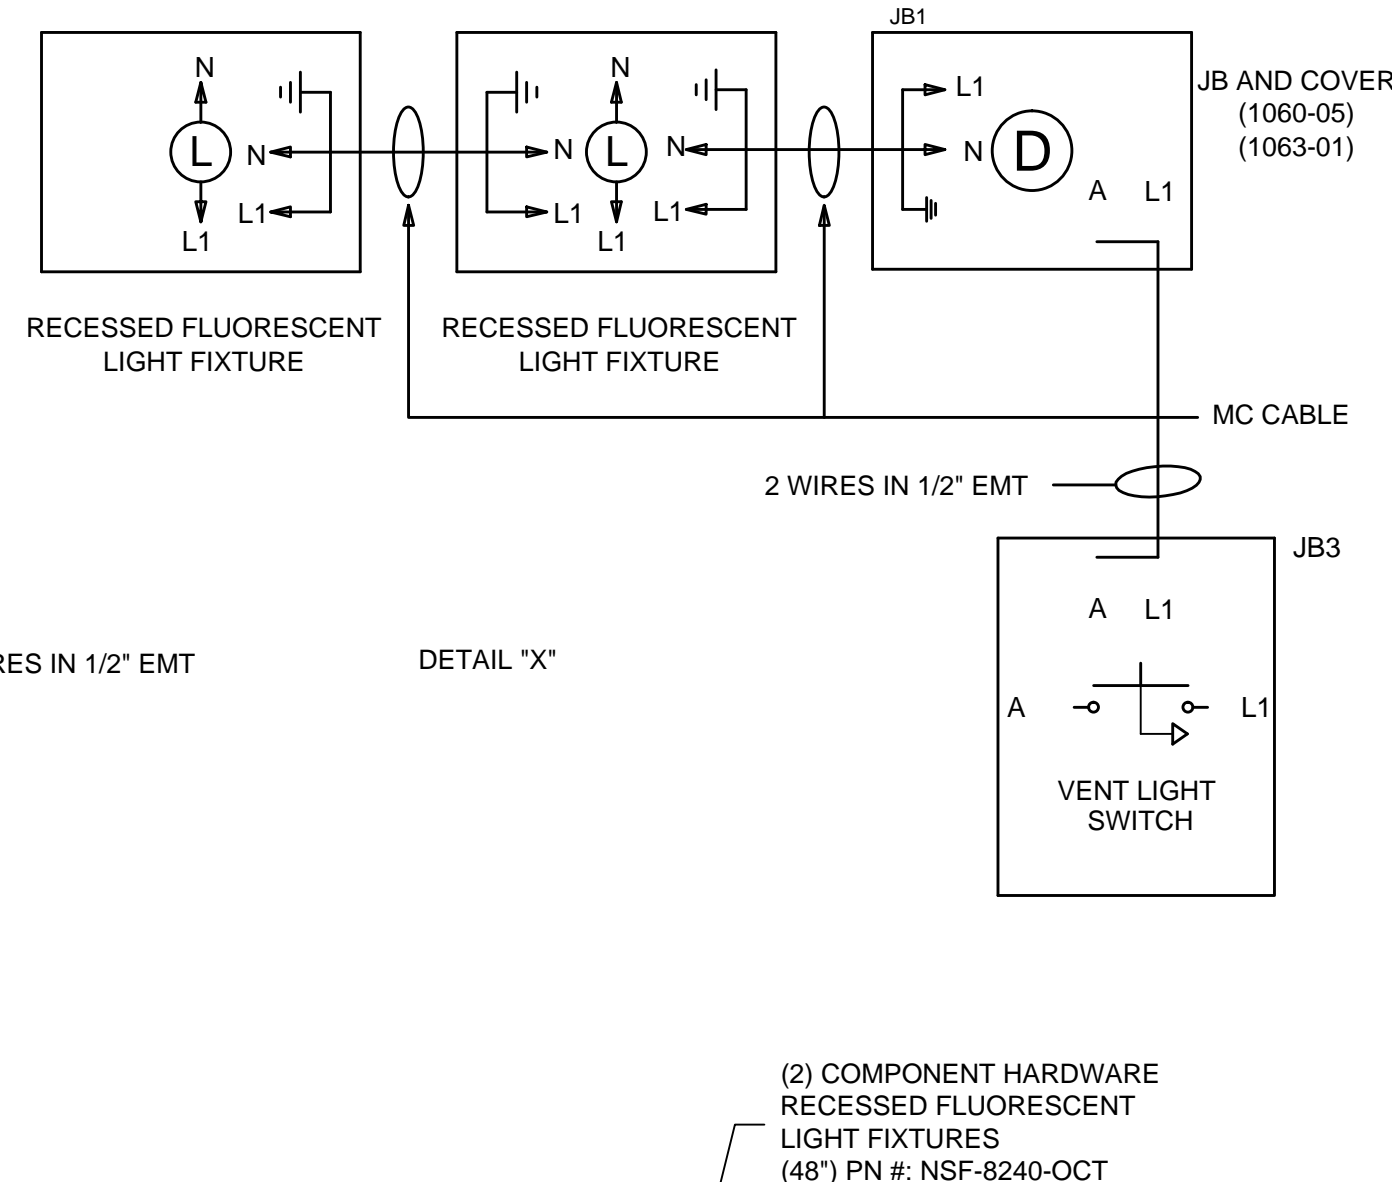 JB1
N
L
N
L1
L1
N
L1
N
L
N
L1
L1
L1
N
D
A L1
JB AND COVER
(1060-05)
(1063-01)
RECESSED FLUORESCENT
LIGHT FIXTURE
RECESSED FLUORESCENT
LIGHT FIXTURE
MC CABLE
2 WIRES IN 1/2" EMT
JB3
A L1
RES IN 1/2" EMT
DETAIL "X"
A
L1
VENT LIGHT
SWITCH
(2) COMPONENT HARDWARE
RECESSED FLUORESCENT
LIGHT FIXTURES
(48") PN #: NSF-8240-OCT